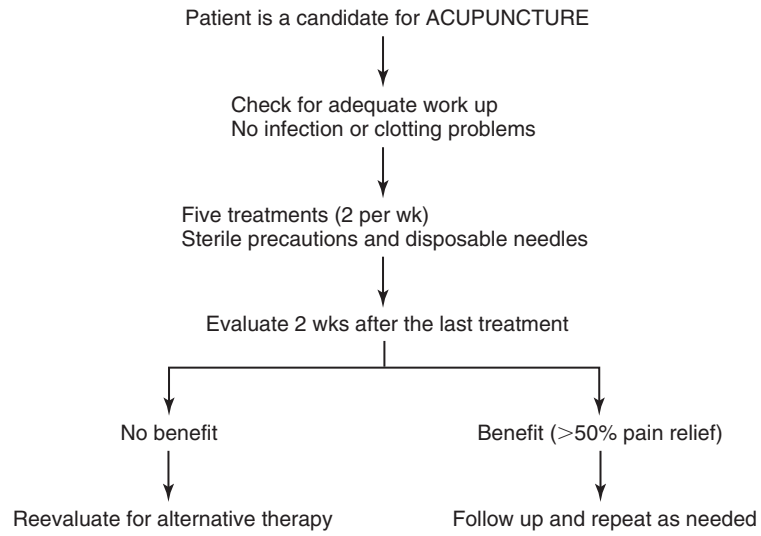 Patient is a candidate for ACUPUNCTURE
Check for adequate work up
No infection or clotting problems
Five treatments (2 per wk)
Sterile precautions and disposable needles
Evaluate 2 wks after the last treatment
No benefit
Benefit (>50% pain relief)
Reevaluate for alternative therapy
Follow up and repeat as needed